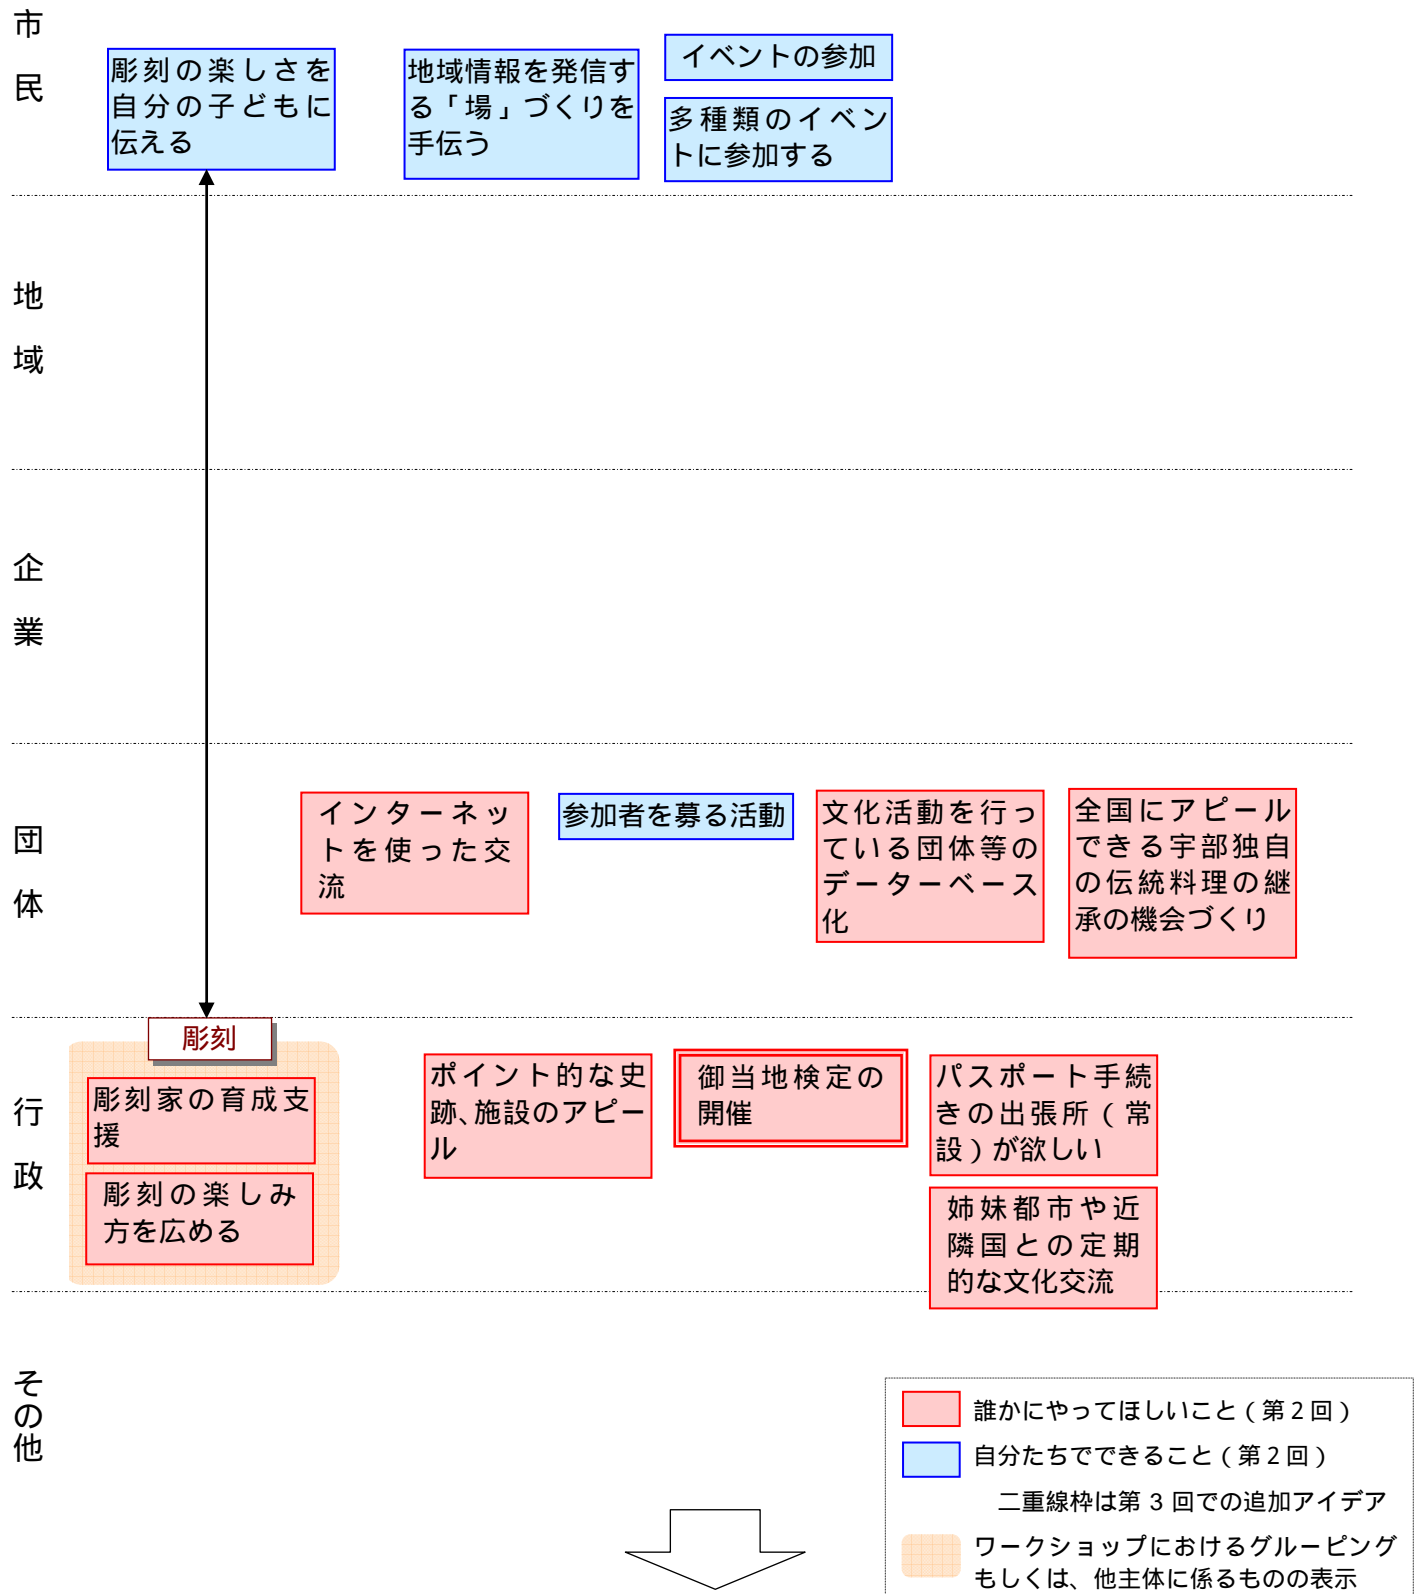 市民
彫刻の楽しさを
自分の子どもに
伝える
地域情報を発信す
る「場」づくりを
手伝う
イベントの参加
多種類のイベン
トに参加する
地域
企業
団体
インターネッ
トを使った交
流
参加者を募る活動
文化活動を行っ
ている団体等の
データーベース
化
全国にアピール
できる宇部独自
の伝統料理の継
承の機会づくり
行政
彫刻
彫刻家の育成支
援
彫刻の楽しみ
方を広める
ポイント的な史
跡、施設のアピー
ル
御当地検定の
開催
パスポート手続
きの出張所（常
設）が欲しい
姉妹都市や近
隣国との定期
的な文化交流
その他
誰かにやってほしいこと（第２回）
自分たちでできること（第２回）
二重線枠は第３回での追加アイデア
ワークショップにおけるグルーピング
もしくは、他主体に係るものの表示